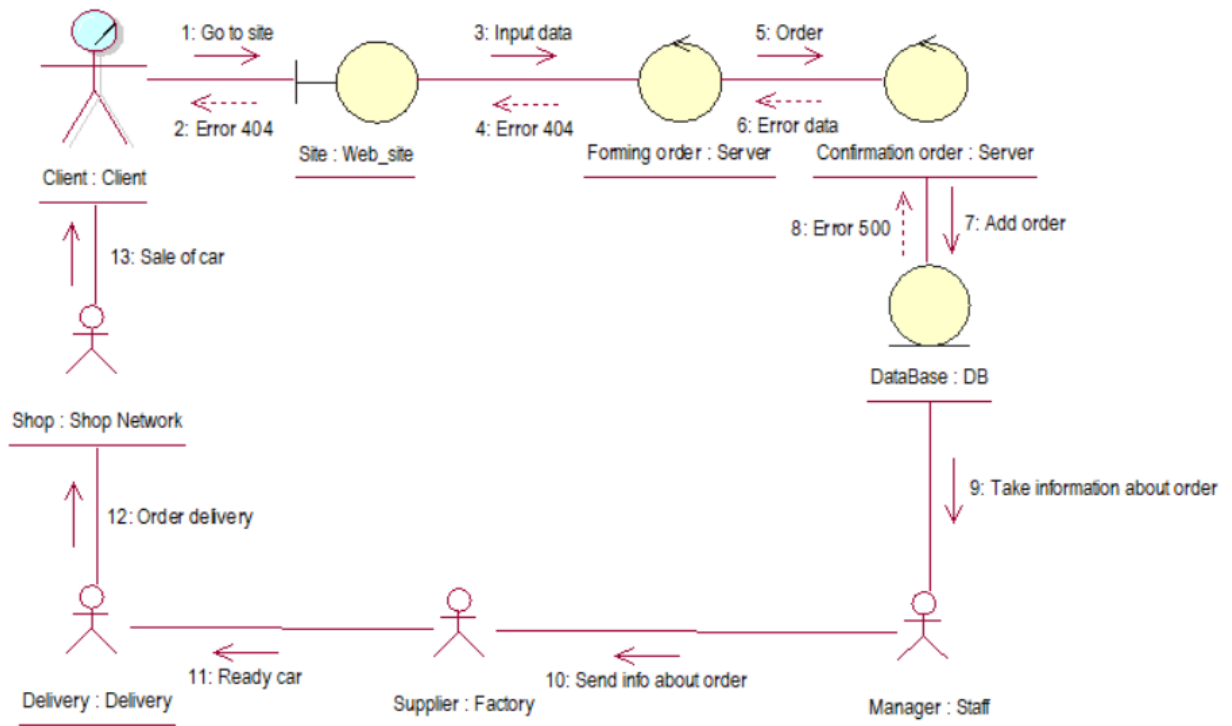 1: Go to site
3: Input data
5: Order
2: Error 404
4: Error 404
6: Error data
Site : Web_site
Forming order : Server
Confirmation order : Server
Client : Client
8: Error 500
7: Add order
13: Sale of car
DataBase : DB
Shop : Shop Network
9: Take information about order
12: Order delivery
11: Ready car
10: Send info about order
Delivery : Delivery
Supplier : Factory
Manager : Staff